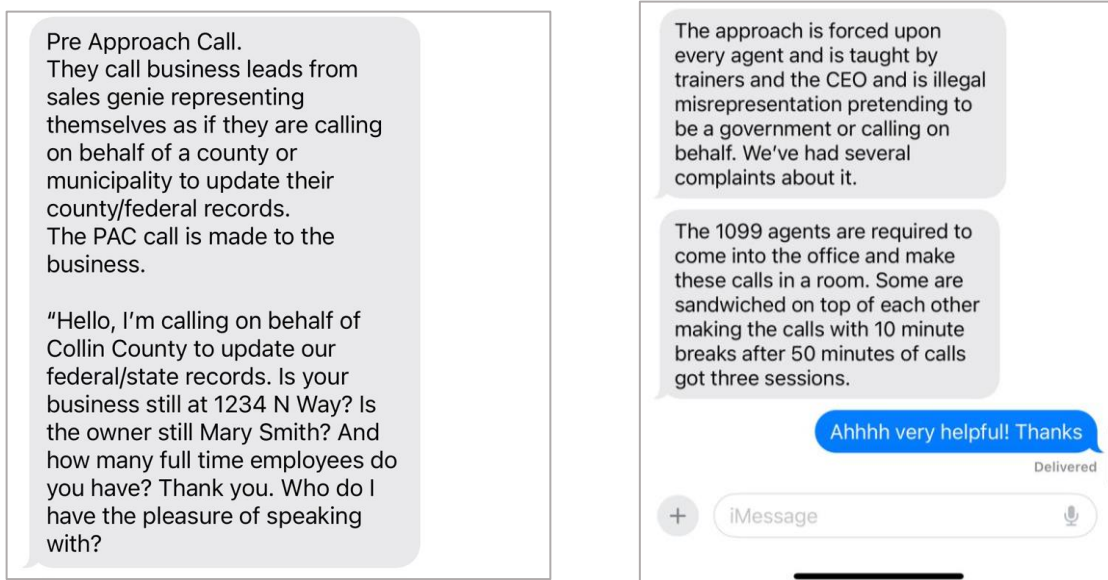 Pre Approach Call.
They call business leads from
sales genie representing
themselves as if they are calling
on behalf of a county or
municipality to update their
county/federal records.
The PAC call is made to the
business.
“Hello, I’m calling on behalf of
Collin County to update our
federal/state records. Is your
business still at 1234 N Way? Is
the owner still Mary Smith? And
how many full time employees do
you have? Thank you. Who do I
have the pleasure of speaking
with?
The approach is forced upon
every agent and is taught by
trainers and the CEO and is illegal
misrepresentation pretending to
be a government or calling on
behalf. We’ve had several
complaints about it.
The 1099 agents are required to
come into the office and make
these calls in a room. Some are
sandwiched on top of each other
making the calls with 10 minute
breaks after 50 minutes of calls
got three sessions.
Ahhhh very helpful! Thanks
Delivered
iMessage